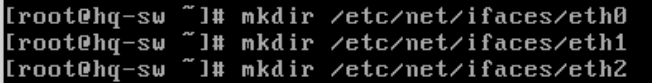 [root@hq-sw ~]# mkdir /etc/net/ifaces/eth0
[root@hq-sw ~]# mkdir /etc/net/ifaces/eth1
[root@hq-sw ~]# mkdir /etc/net/ifaces/eth2